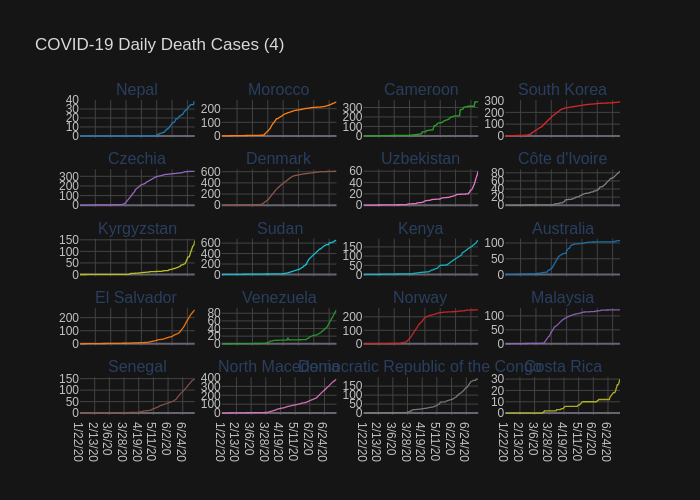 COVID-19 Daily Death Cases (4)
Nepal Morocco Cameroon South Korea
40 30 20 10 0
200 100 0
300 200 100 0
300 200 100 0
Czechia Denmark Uzbekistan Côte d'Ivoire
300 200 100 0
600 400 200 0
60 40 20 0
80 60 40 20 0
Kyrgyzstan Sudan Kenya Australia
150 100 50 0
600 400 200 0
150 100 50 0
100 50 0
El Salvador Venezuela Norway Malaysia
200 100 0
80 60 40 20 0
200 100 0
100 50 0
Senegal North Macedonia Democratic Republic of the Congo Costa Rica
150 100 50 0
400 300 200 100 0
150 100 50 0
30 20 10 0
1/22/20 2/13/20 3/6/20 3/28/20 4/19/20 5/11/20 6/2/20 6/24/20
1/22/20 2/13/20 3/6/20 3/28/20 4/19/20 5/11/20 6/2/20 6/24/20
1/22/20 2/13/20 3/6/20 3/28/20 4/19/20 5/11/20 6/2/20 6/24/20
1/22/20 2/13/20 3/6/20 3/28/20 4/19/20 5/11/20 6/2/20 6/24/20